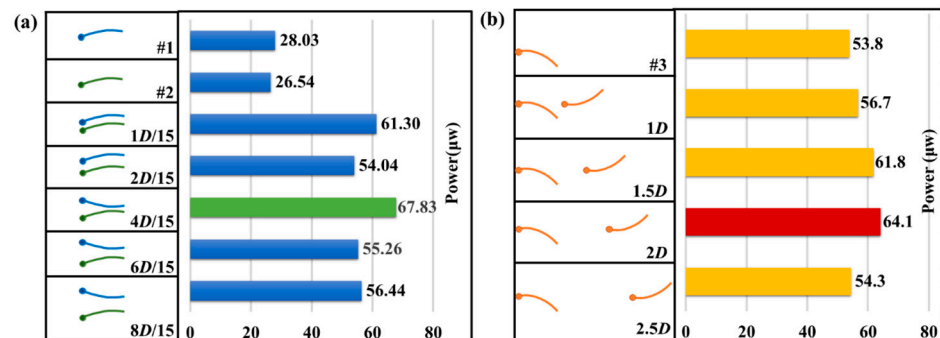 (a)
#1
28.03
#2
26.54
1D/15
61.30
2D/15
54.04
4D/15
67.83
6D/15
55.26
8D/15
56.44
0 20 40 60 80
Power(μw)
(b)
#3
53.8
1D
56.7
1.5D
61.8
2D
64.1
2.5D
54.3
0 20 40 60 80
Power (μw)